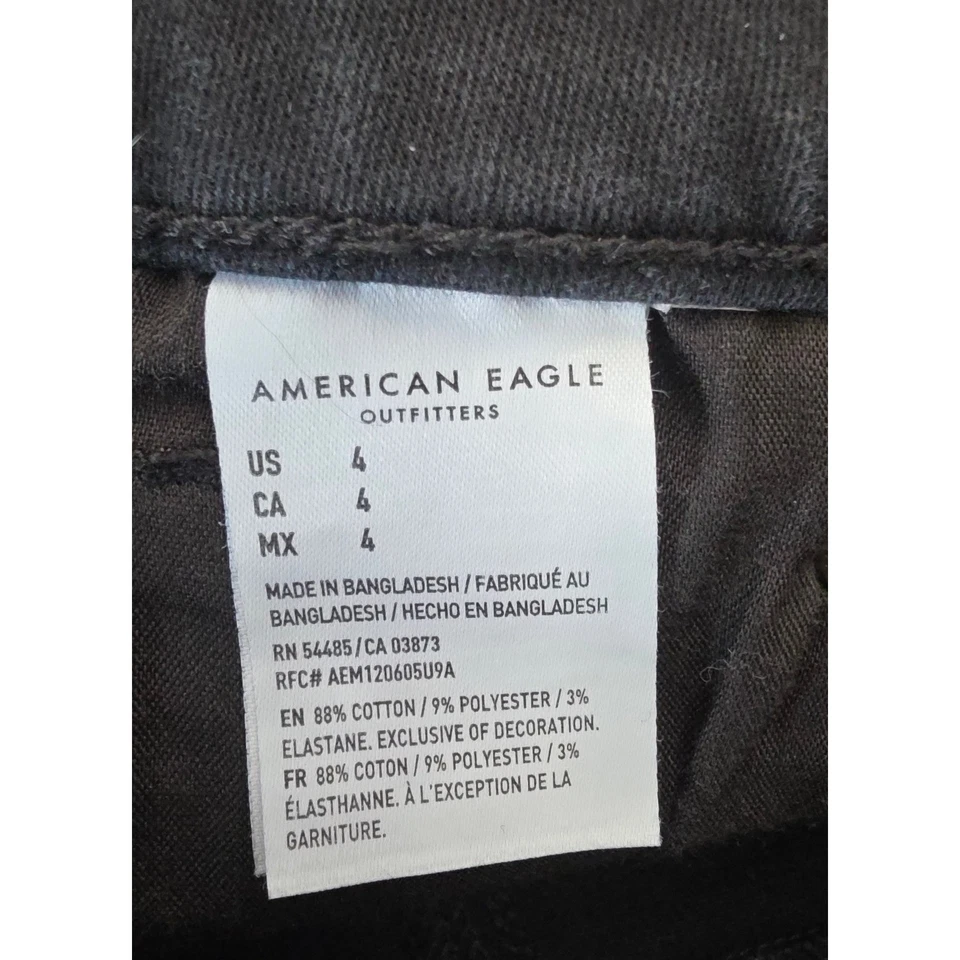 AMERICAN EAGLE
OUTFITTERS
US 4
CA 4
MX 4
MADE IN BANGLADESH / FABRIQUÉ AU
BANGLADESH / HECHO EN BANGLADESH
RN 54485 / CA 03873
RFC# AEM120605U9A
EN 88% COTTON / 9% POLYESTER / 3%
ELASTANE. EXCLUSIVE OF DECORATION.
FR 88% COTON / 9% POLYESTER / 3%
ÉLASTHANNE. À L'EXCEPTION DE LA
GARNITURE.